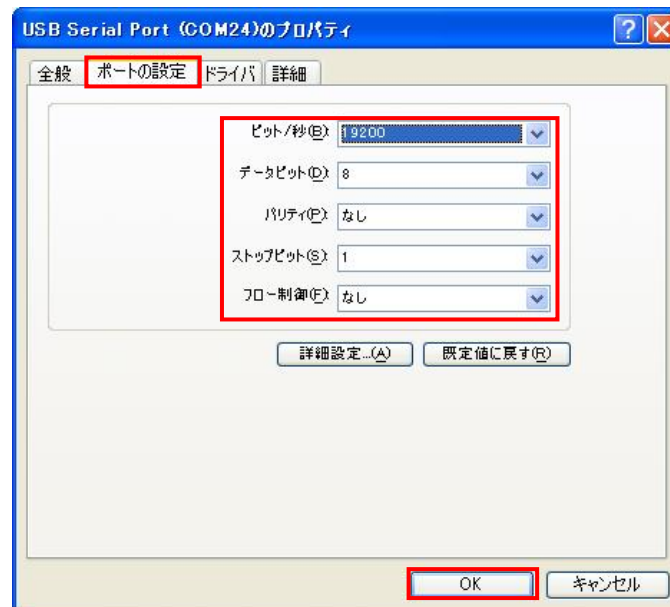 USB Serial Port (COM24)のプロパティ
全般 ポートの設定 ドライバ 詳細
ビット/秒(B): 19200
データ ビット(D): 8
パリティ(P): なし
ストップ ビット(S): 1
フロー制御(F): なし
詳細設定...(A) 既定値に戻す(R)
OK キャンセル